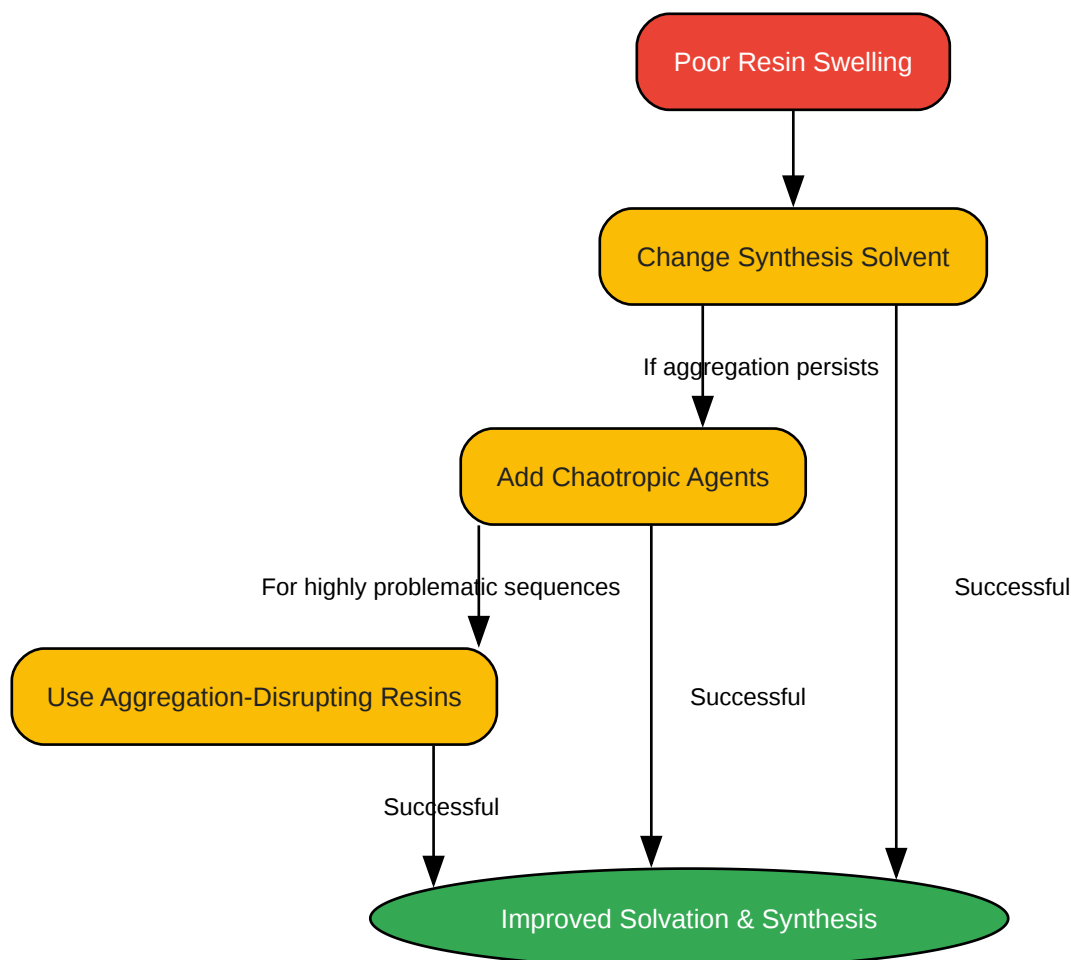 Poor Resin Swelling
Change Synthesis Solvent
If aggregation persists
Add Chaotropic Agents
For highly problematic sequences
Successful
Use Aggregation-Disrupting Resins
Successful
Successful
Improved Solvation & Synthesis